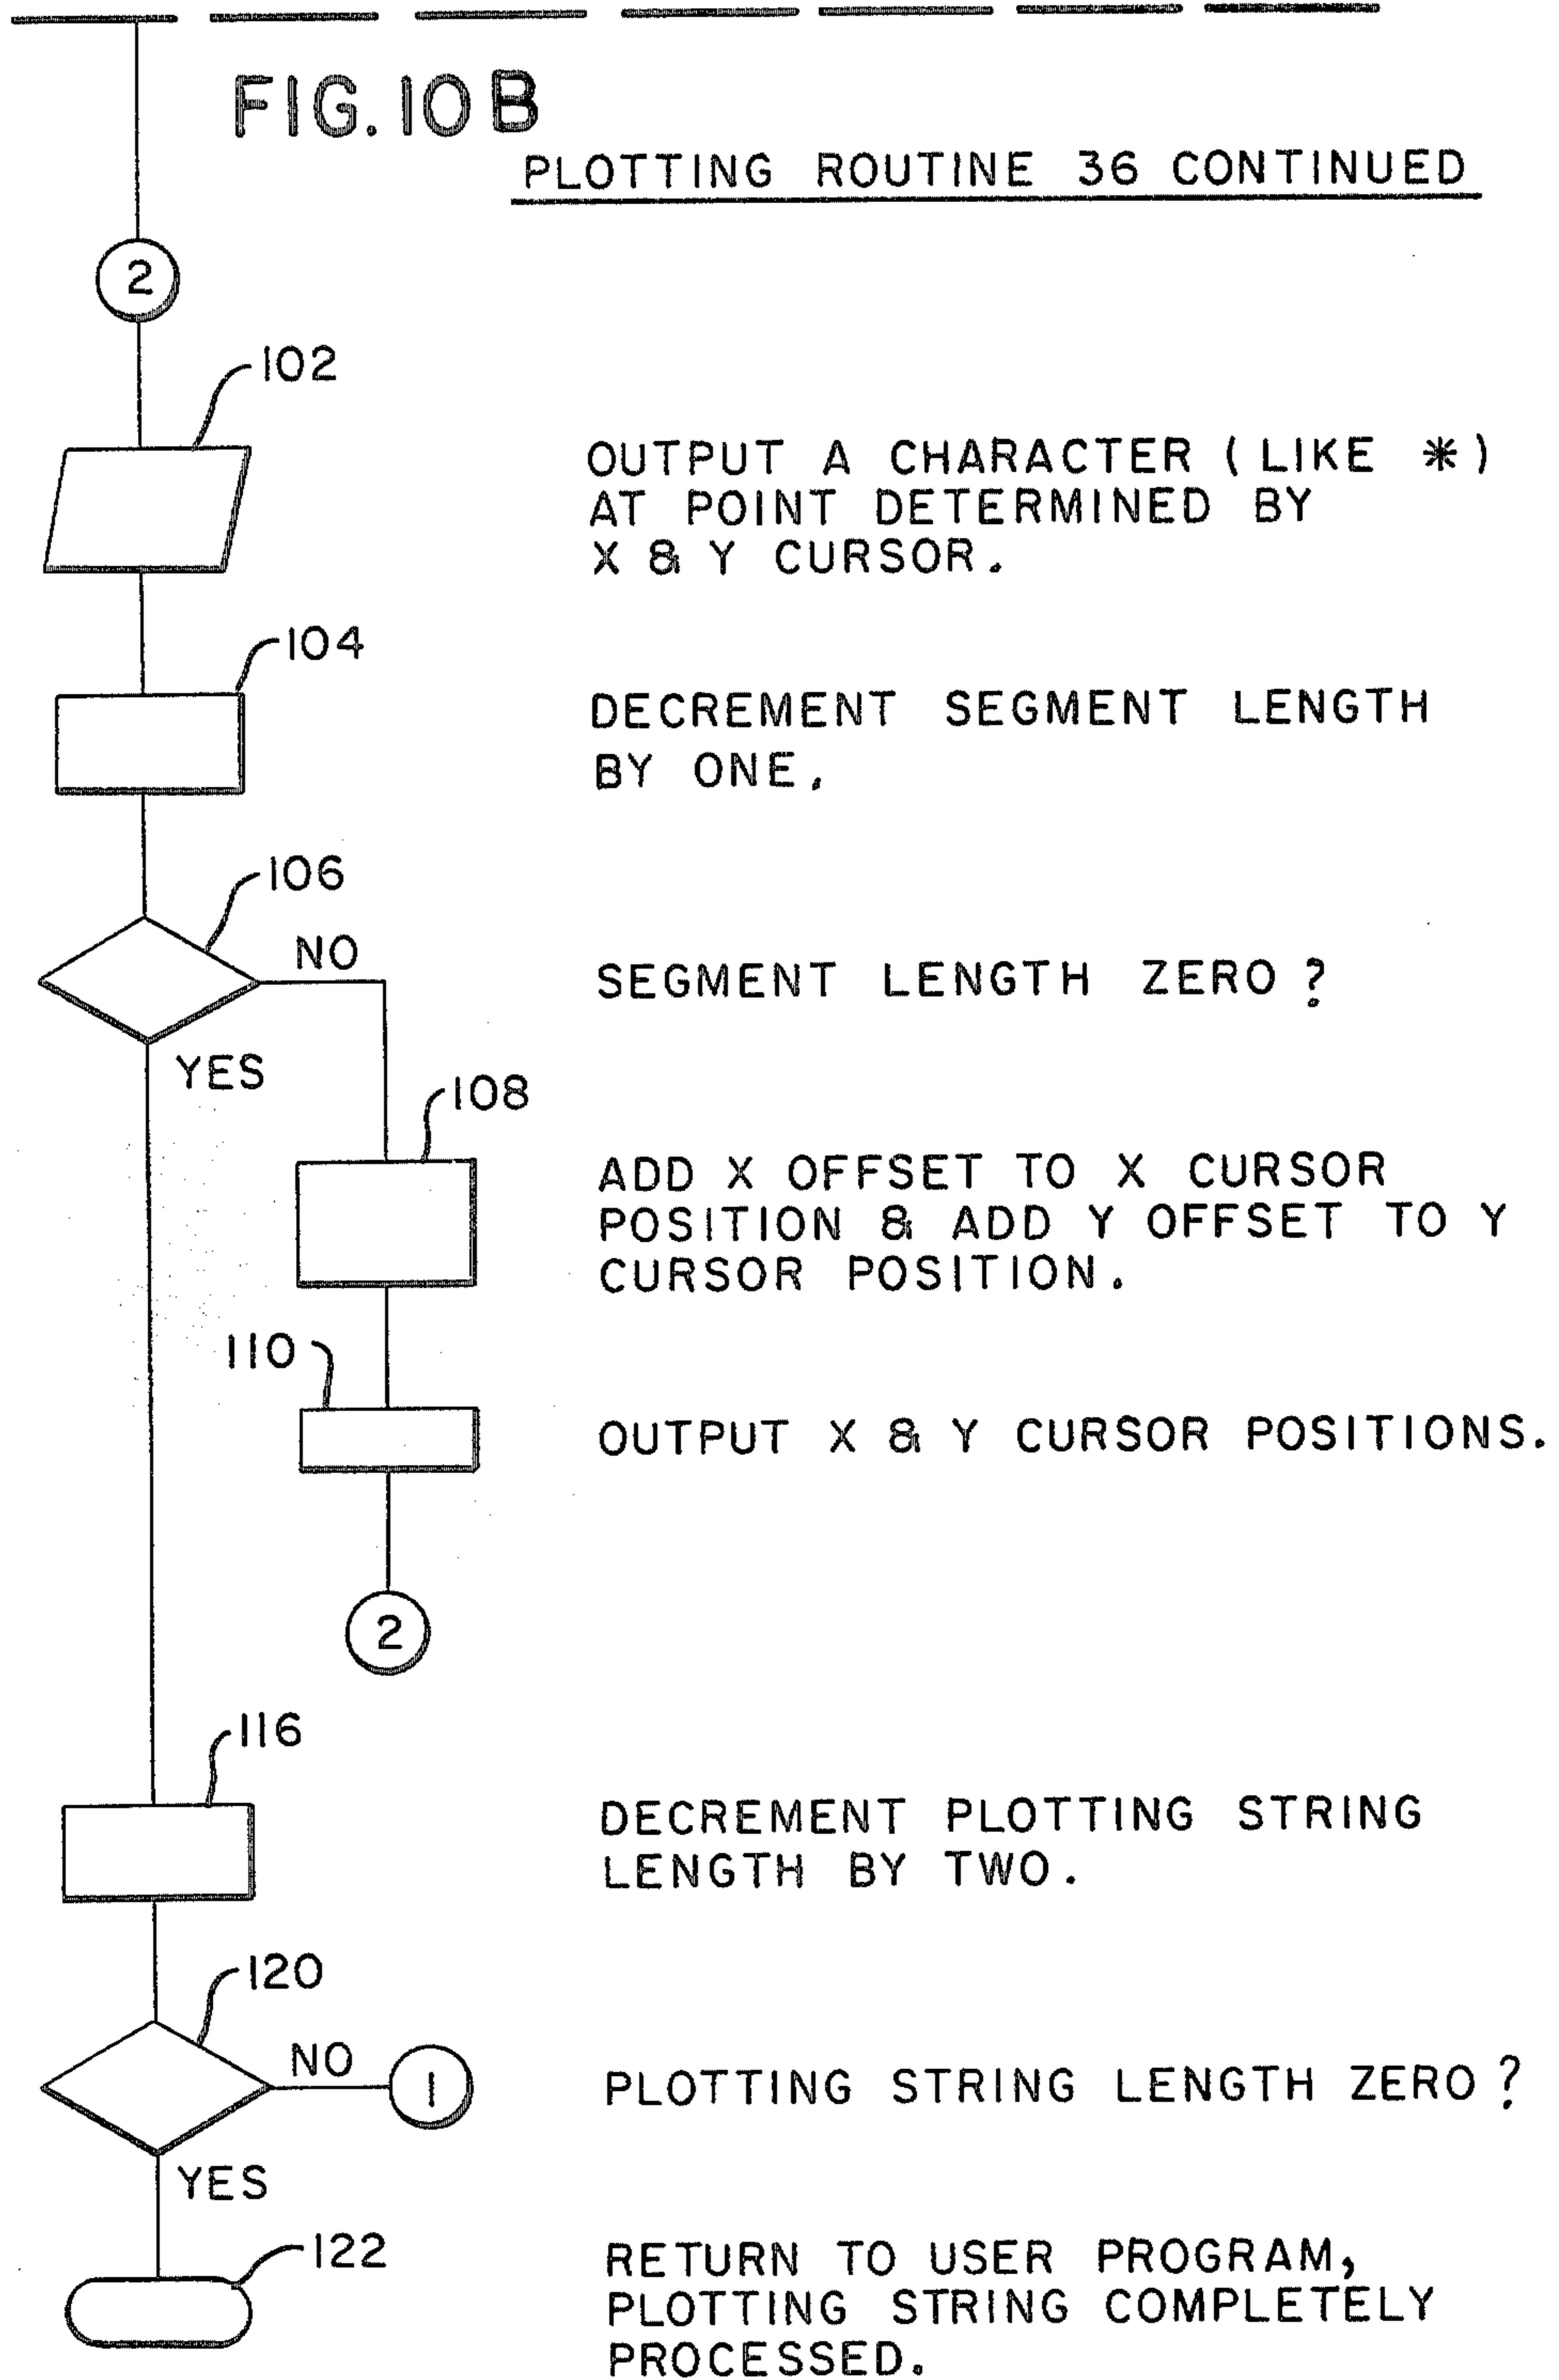 FIG. 10B
PLOTTING ROUTINE 36 CONTINUED
2
102
OUTPUT A CHARACTER (LIKE *)
AT POINT DETERMINED BY
X & Y CURSOR.
104
DECREMENT SEGMENT LENGTH
BY ONE.
106
NO
SEGMENT LENGTH ZERO ?
YES
108
ADD X OFFSET TO X CURSOR
POSITION & ADD Y OFFSET TO Y
CURSOR POSITION.
110
OUTPUT X & Y CURSOR POSITIONS.
2
116
DECREMENT PLOTTING STRING
LENGTH BY TWO.
120
NO
1
PLOTTING STRING LENGTH ZERO ?
YES
122
RETURN TO USER PROGRAM,
PLOTTING STRING COMPLETELY
PROCESSED.